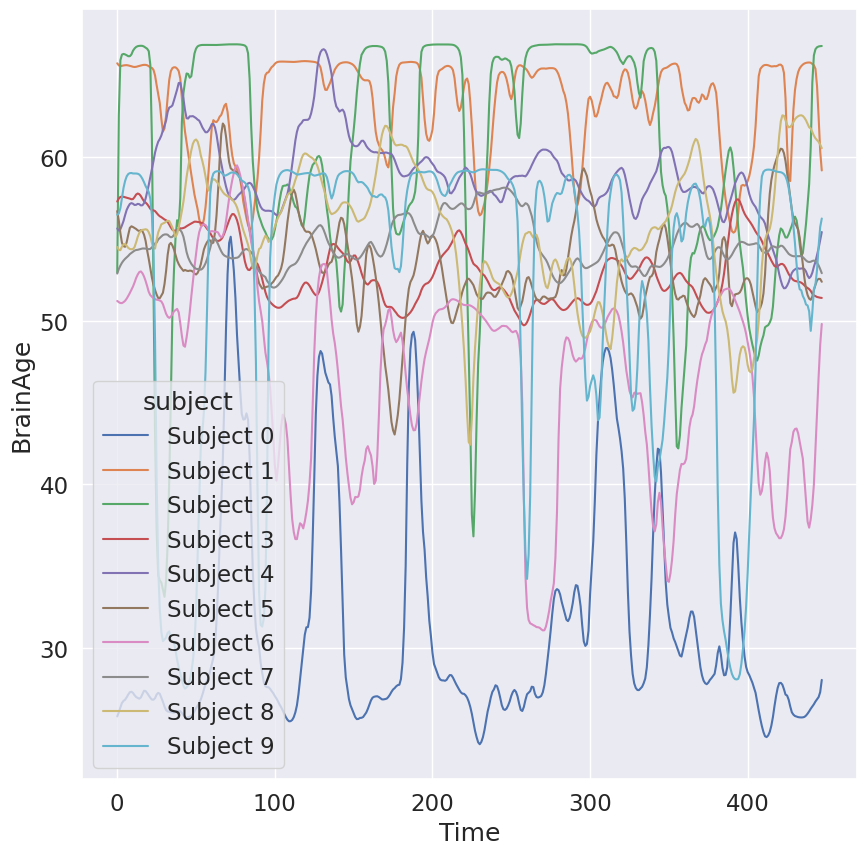 60
50
40
30
BrainAge
subject
Subject 0
Subject 1
Subject 2
Subject 3
Subject 4
Subject 5
Subject 6
Subject 7
Subject 8
Subject 9
0
100
200
300
400
Time